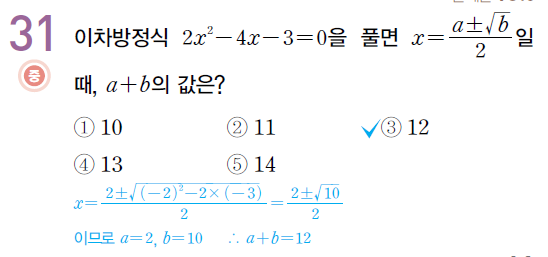 31 이차방정식 2x²-4x-3=0을 풀면 x=(a±√b)/2일
중
때, a+b의 값은?
① 10 ② 11 ✓③ 12
④ 13 ⑤ 14
x=(2±√((-2)²-2×(-3)))/2=(2±√10)/2
이므로 a=2, b=10 ∴ a+b=12